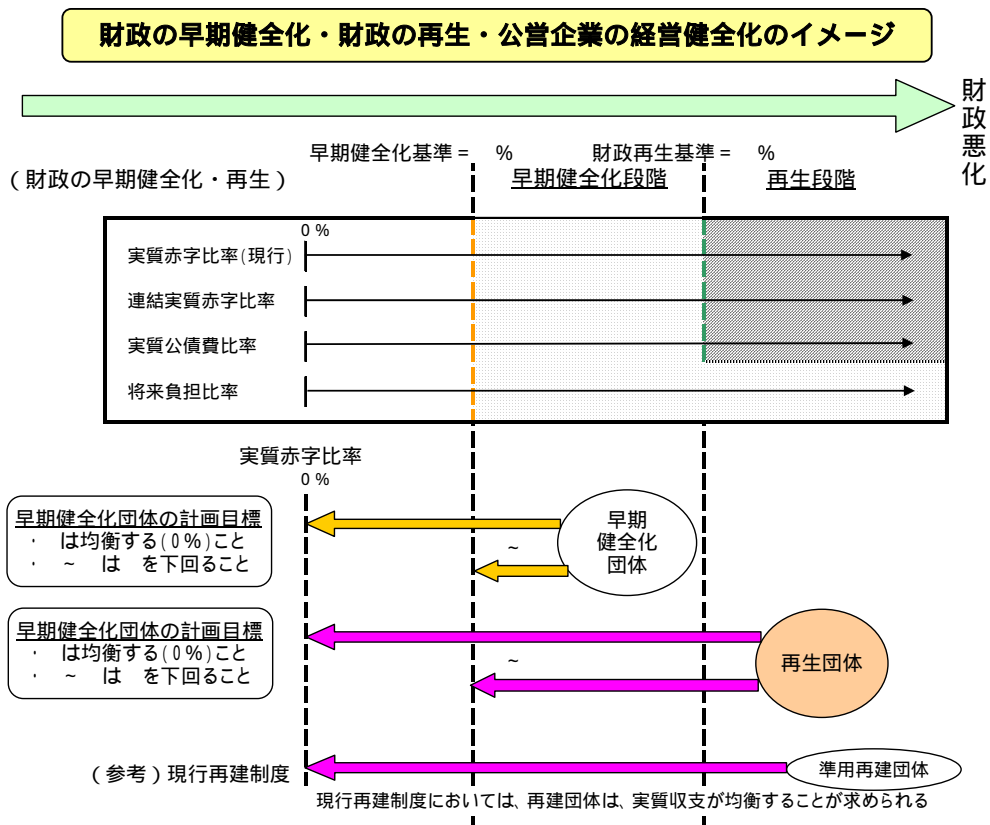 財政の早期健全化・財政の再生・公営企業の経営健全化のイメージ
財政悪化
早期健全化基準＝　％
財政再生基準＝　％
（財政の早期健全化・再生）
早期健全化段階
再生段階
0％
実質赤字比率(現行)
連結実質赤字比率
実質公債費比率
将来負担比率
実質赤字比率
0％
早期健全化団体の計画目標
・　は均衡する(0％)こと
・　～　は　を下回ること
早期健全化団体
～
早期健全化団体の計画目標
・　は均衡する(0％)こと
・　～　は　を下回ること
～
再生団体
（参考）現行再建制度
準用再建団体
現行再建制度においては、再建団体は、実質収支が均衡することが求められる